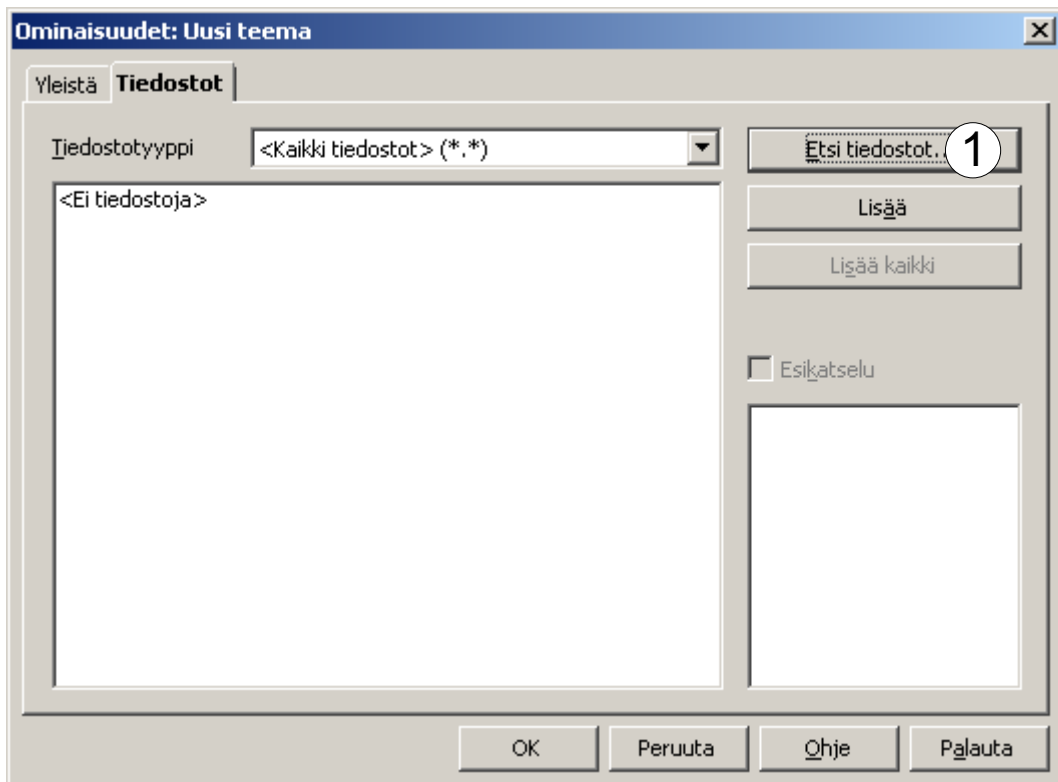 Ominaisuudet: Uusi teema
Yleistä Tiedostot
Tiedostotyyppi <Kaikki tiedostot> (*.*) Etsi tiedostot.. 1
<Ei tiedostoja>
Lisää
Lisää kaikki
Esikatselu
OK Peruuta Ohje Palauta